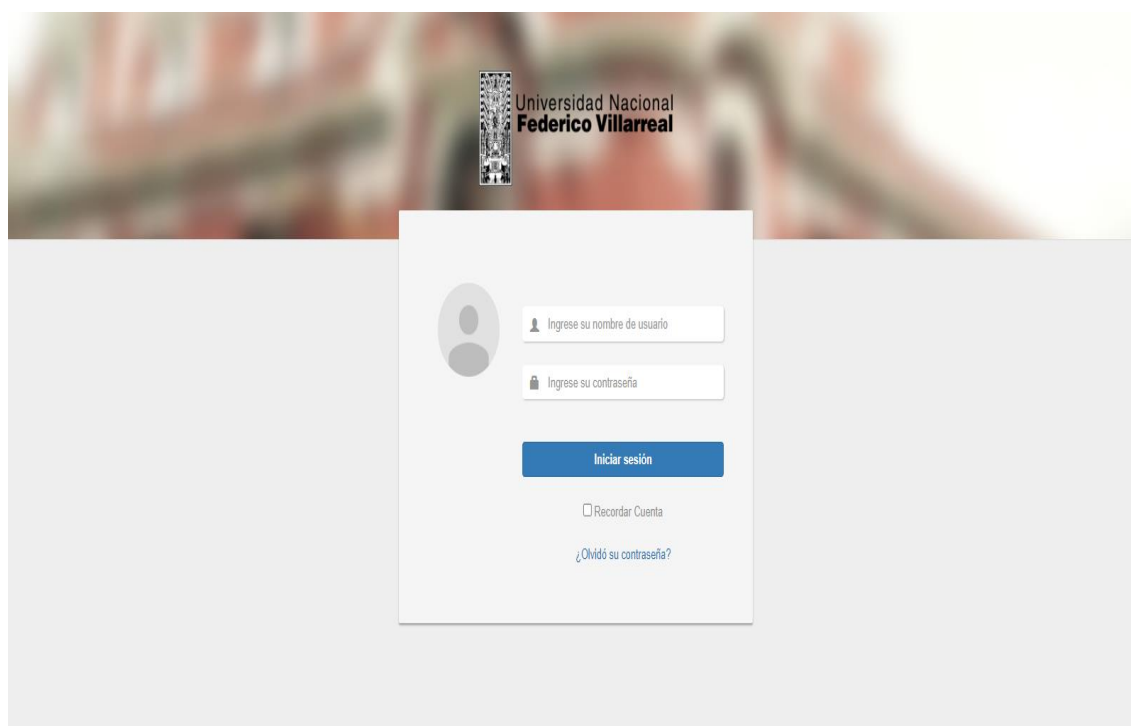 Universidad Nacional
Federico Villarreal
Ingrese su nombre de usuario
Ingrese su contraseña
Iniciar sesión
Recordar Cuenta
¿Olvidó su contraseña?